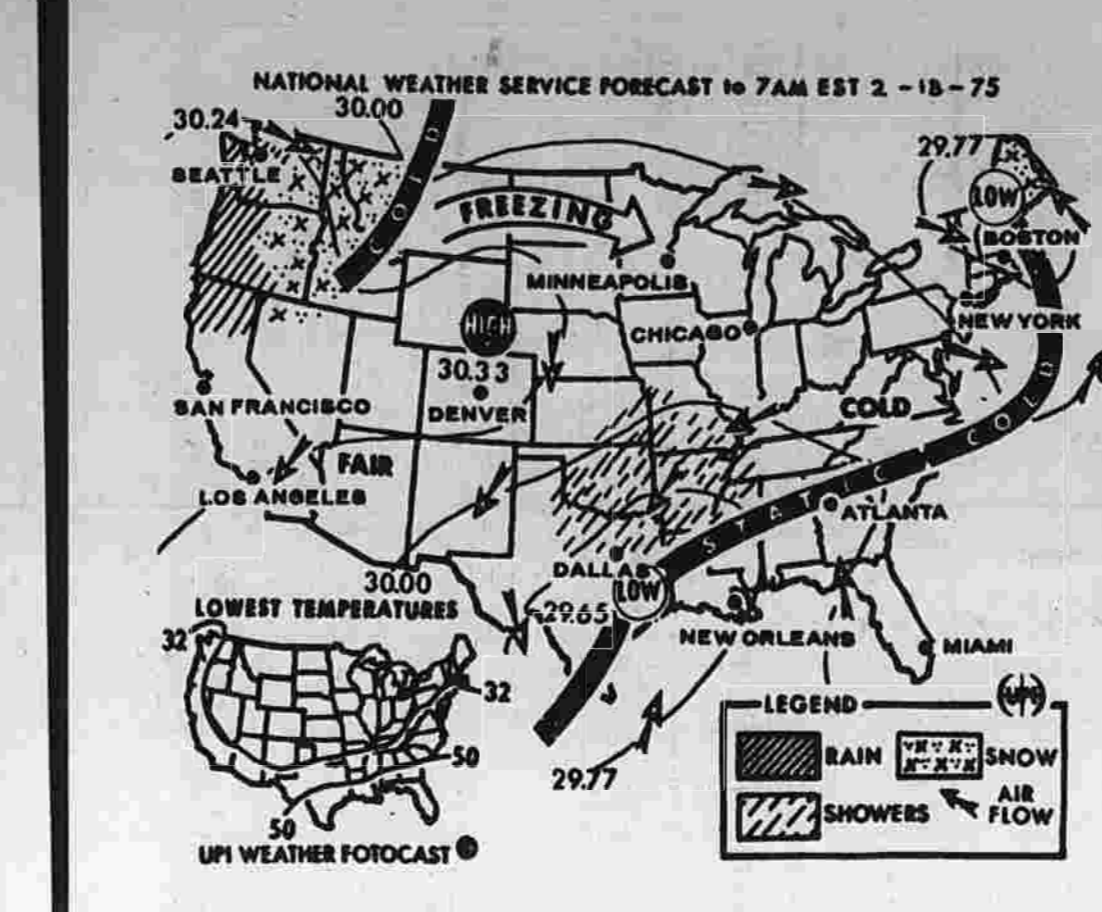 NATIONAL WEATHER SERVICE FORECAST to 7AM EST 2 - 18 - 75
30.24
30.00
COLD
29.77
SEATTLE
LOW
FREEZING
BOSTON
MINNEAPOLIS
HIGH
CHICAGO
NEW YORK
30.33
SAN FRANCISCO
DENVER
COLD
COLD
FAIR
LOS ANGELES
STATIC
ATLANTA
DALLAS
30.00
LOW
LOWEST TEMPERATURES
29.65
32
NEW ORLEANS
MIAMI
32
LEGEND
UPI
50
RAIN
SNOW
29.77
SHOWERS
AIR
FLOW
50
UPI WEATHER FOTOCAST